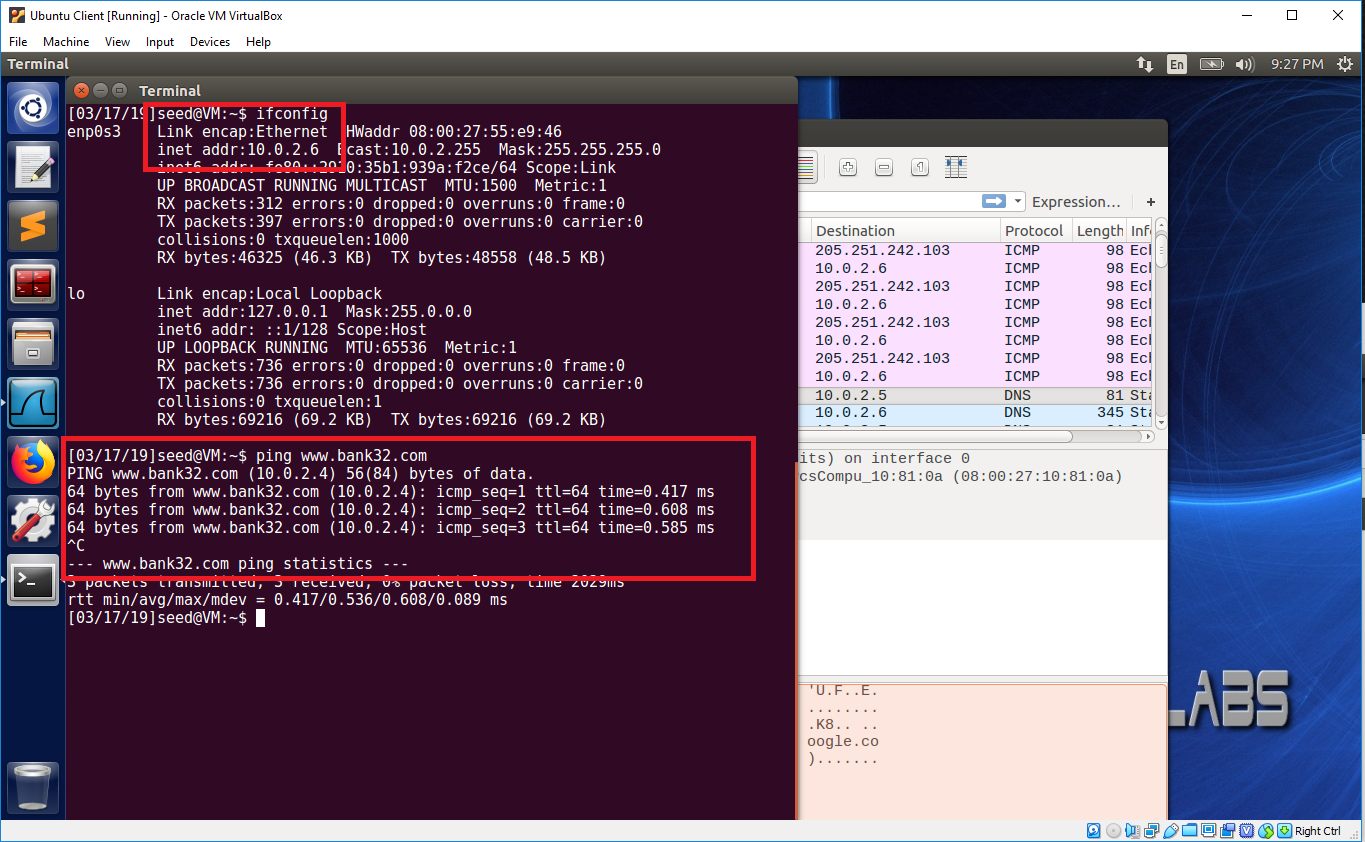 Ubuntu Client [Running] - Oracle VM VirtualBox
File Machine View Input Devices Help
Terminal
En
9:27 PM
Terminal
[03/17/19]seed@VM:~$ ifconfig
enp0s3 Link encap:Ethernet HWaddr 08:00:27:55:e9:46
inet addr:10.0.2.6 Bcast:10.0.2.255 Mask:255.255.255.0
inet6 addr: fe80::2920:35b1:939a:f2ce/64 Scope:Link
UP BROADCAST RUNNING MULTICAST MTU:1500 Metric:1
RX packets:312 errors:0 dropped:0 overruns:0 frame:0
TX packets:397 errors:0 dropped:0 overruns:0 carrier:0
collisions:0 txqueuelen:1000
RX bytes:46325 (46.3 KB) TX bytes:48558 (48.5 KB)
lo Link encap:Local Loopback
inet addr:127.0.0.1 Mask:255.0.0.0
inet6 addr: ::1/128 Scope:Host
UP LOOPBACK RUNNING MTU:65536 Metric:1
RX packets:736 errors:0 dropped:0 overruns:0 frame:0
TX packets:736 errors:0 dropped:0 overruns:0 carrier:0
collisions:0 txqueuelen:1
RX bytes:69216 (69.2 KB) TX bytes:69216 (69.2 KB)
[03/17/19]seed@VM:~$ ping www.bank32.com
PING www.bank32.com (10.0.2.4) 56(84) bytes of data.
64 bytes from www.bank32.com (10.0.2.4): icmp_seq=1 ttl=64 time=0.417 ms
64 bytes from www.bank32.com (10.0.2.4): icmp_seq=2 ttl=64 time=0.608 ms
64 bytes from www.bank32.com (10.0.2.4): icmp_seq=3 ttl=64 time=0.585 ms
^C
--- www.bank32.com ping statistics ---
3 packets transmitted, 3 received, 0% packet loss, time 2029ms
rtt min/avg/max/mdev = 0.417/0.536/0.608/0.089 ms
[03/17/19]seed@VM:~$
Expression… +
Destination Protocol Length Inf
205.251.242.103 ICMP 98 Ecl
10.0.2.6 ICMP 98 Ecl
205.251.242.103 ICMP 98 Ecl
10.0.2.6 ICMP 98 Ecl
205.251.242.103 ICMP 98 Ecl
10.0.2.6 ICMP 98 Ecl
205.251.242.103 ICMP 98 Ecl
10.0.2.6 ICMP 98 Ecl
10.0.2.5 DNS 81 Sta
10.0.2.6 DNS 345 Sta
its) on interface 0
csCompu_10:81:0a (08:00:27:10:81:0a)
'U.F..E.
........
.K8.. ..
oogle.co
).......
LABS
Right Ctrl